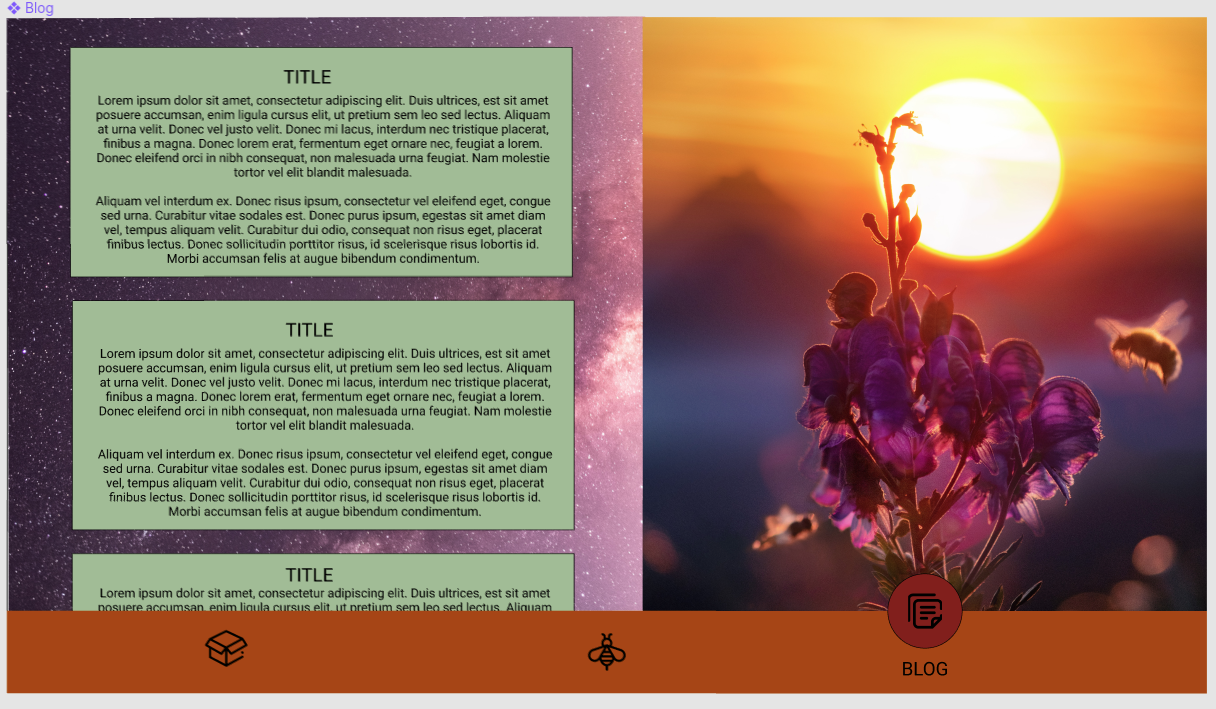 Blog
TITLE
Lorem ipsum dolor sit amet, consectetur adipiscing elit. Duis ultrices, est sit amet
posuere accumsan, enim ligula cursus elit, ut pretium sem leo sed lectus. Aliquam
at urna velit. Donec vel justo velit. Donec mi lacus, interdum nec tristique placerat,
finibus a magna. Donec lorem erat, fermentum eget ornare nec, feugiat a lorem.
Donec eleifend orci in nibh consequat, non malesuada urna feugiat. Nam molestie
tortor vel elit blandit malesuada.
Aliquam vel interdum ex. Donec risus ipsum, consectetur vel eleifend eget, congue
sed urna. Curabitur vitae sodales est. Donec purus ipsum, egestas sit amet diam
vel, tempus aliquam velit. Curabitur dui odio, consequat non risus eget, placerat
finibus lectus. Donec sollicitudin porttitor risus, id scelerisque risus lobortis id.
Morbi accumsan felis at augue bibendum condimentum.
TITLE
Lorem ipsum dolor sit amet, consectetur adipiscing elit. Duis ultrices, est sit amet
posuere accumsan, enim ligula cursus elit, ut pretium sem leo sed lectus. Aliquam
at urna velit. Donec vel justo velit. Donec mi lacus, interdum nec tristique placerat,
finibus a magna. Donec lorem erat, fermentum eget ornare nec, feugiat a lorem.
Donec eleifend orci in nibh consequat, non malesuada urna feugiat. Nam molestie
tortor vel elit blandit malesuada.
Aliquam vel interdum ex. Donec risus ipsum, consectetur vel eleifend eget, congue
sed urna. Curabitur vitae sodales est. Donec purus ipsum, egestas sit amet diam
vel, tempus aliquam velit. Curabitur dui odio, consequat non risus eget, placerat
finibus lectus. Donec sollicitudin porttitor risus, id scelerisque risus lobortis id.
Morbi accumsan felis at augue bibendum condimentum.
TITLE
Lorem ipsum dolor sit amet, consectetur adipiscing elit. Duis ultrices, est sit amet
posuere accumsan, enim ligula cursus elit, ut pretium sem leo sed lectus. Aliquam
BLOG